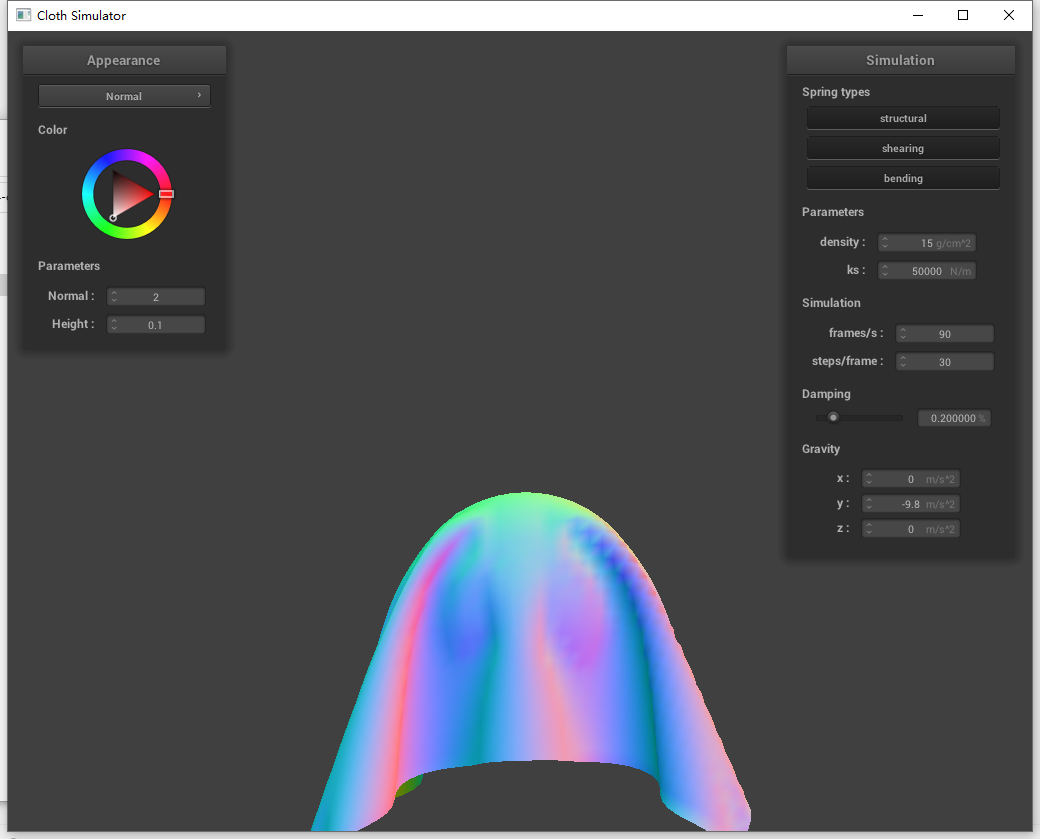 Cloth Simulator
Appearance
Normal
Color
Parameters
Normal : 2
Height : 0.1
Simulation
Spring types
structural
shearing
bending
Parameters
density : 15 g/cm^2
ks : 50000 N/m
Simulation
frames/s : 90
steps/frame : 30
Damping
0.200000 %
Gravity
x : 0 m/s^2
y : -9.8 m/s^2
z : 0 m/s^2